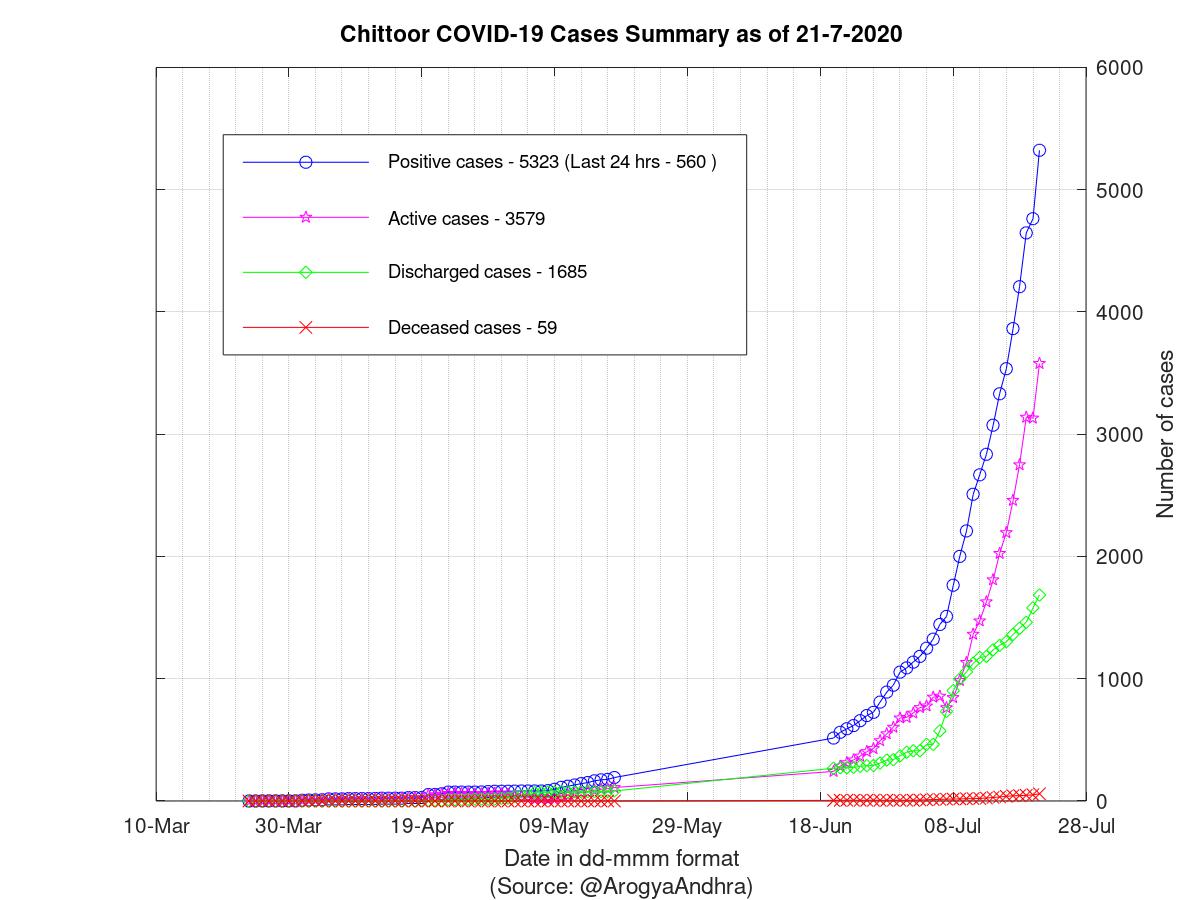 Chittoor COVID-19 Cases Summary as of 21-7-2020
Positive cases - 5323 (Last 24 hrs - 560 )
Active cases - 3579
Discharged cases - 1685
Deceased cases - 59
6000
5000
4000
3000
2000
1000
0
Number of cases
10-Mar 30-Mar 19-Apr 09-May 29-May 18-Jun 08-Jul 28-Jul
Date in dd-mmm format
(Source: @ArogyaAndhra)